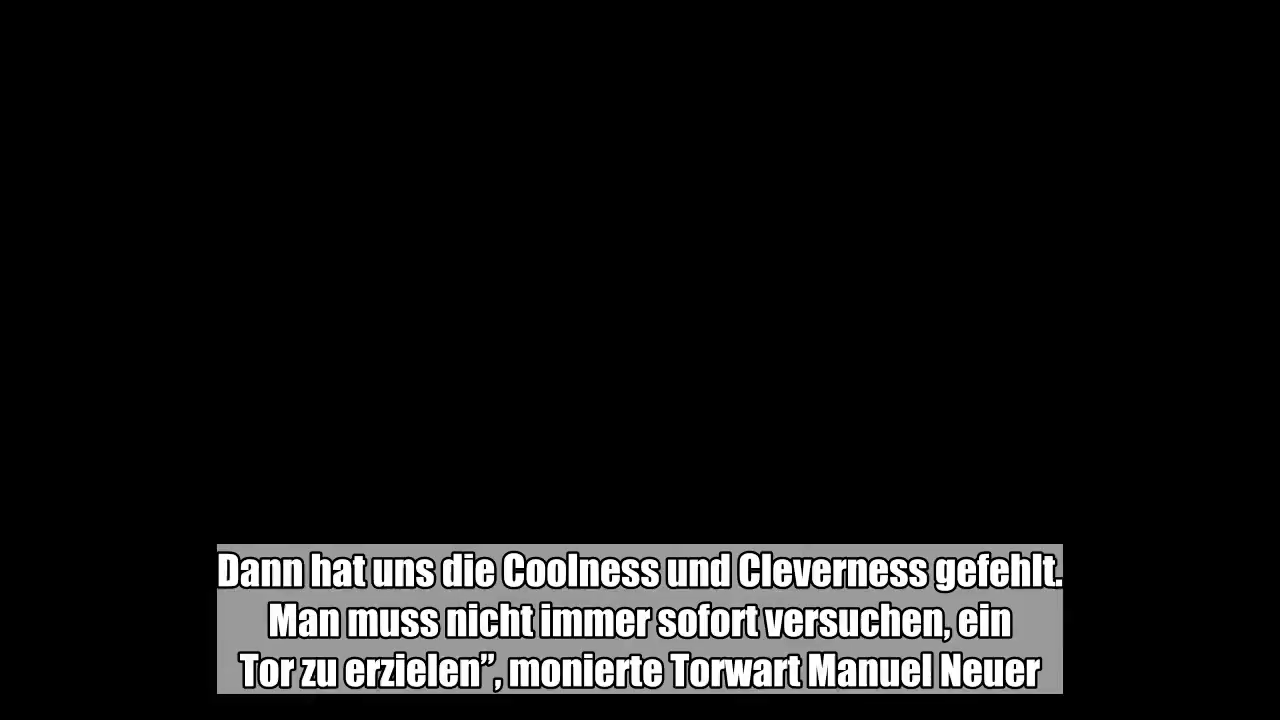 Dann hat uns die Coolness und Cleverness gefehlt.
Man muss nicht immer sofort versuchen, ein
Tor zu erzielen”, monierte Torwart Manuel Neuer